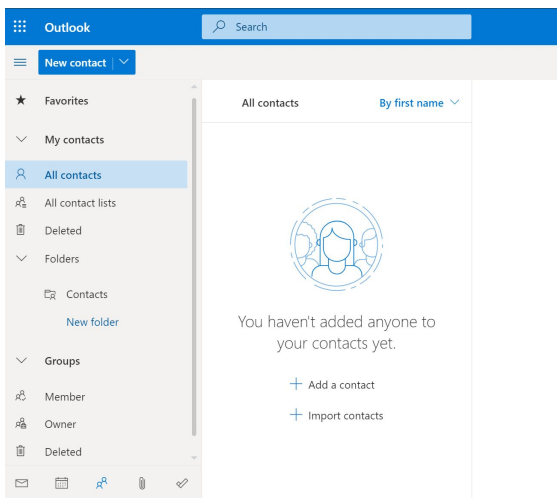 Outlook
Search
New contact
Favorites
My contacts
All contacts
All contact lists
Deleted
Folders
Contacts
New folder
Groups
Member
Owner
Deleted
All contacts
By first name
You haven't added anyone to
your contacts yet.
Add a contact
Import contacts